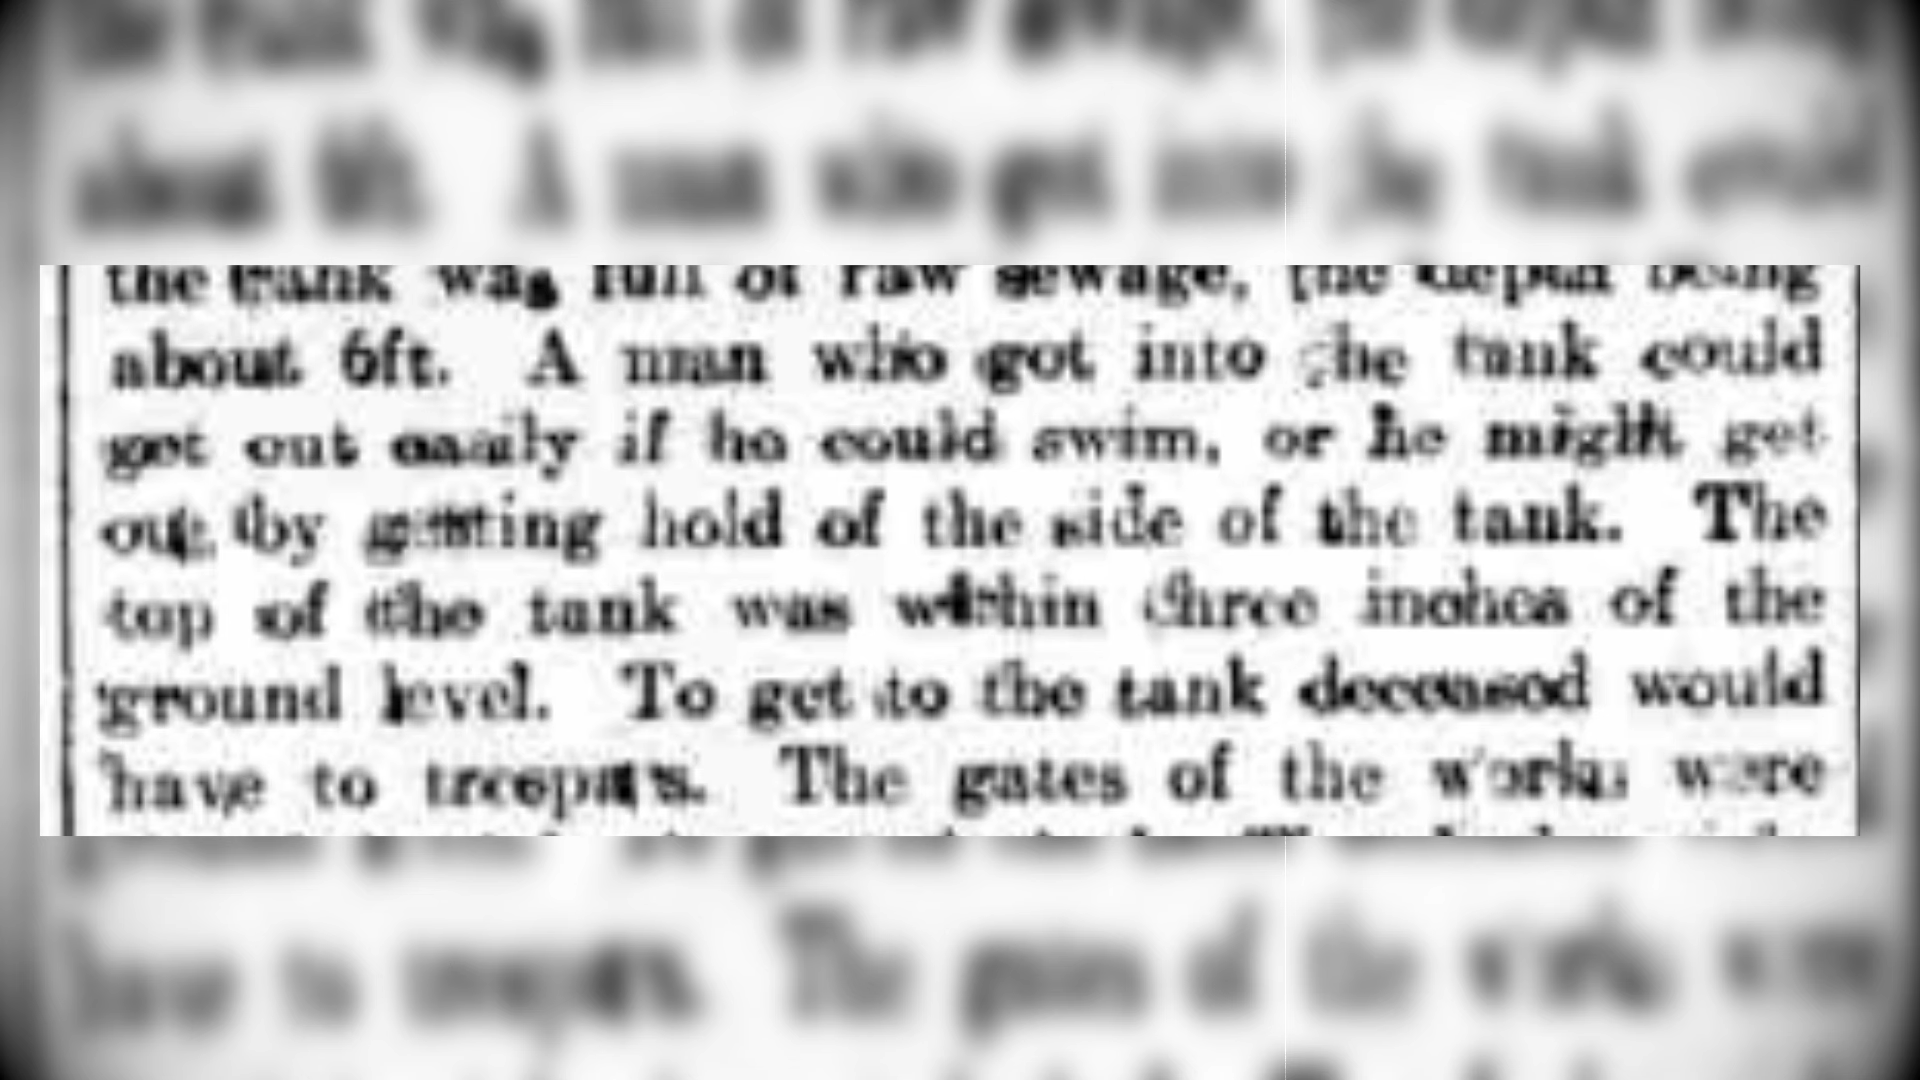 the tank was full of raw sewage, the depth being
about 6ft. A man who got into the tank could
get out easily if he could swim, or he might get
out by getting hold of the side of the tank. The
top of the tank was within three inches of the
ground level. To get to the tank deceased would
have to trespass. The gates of the works were